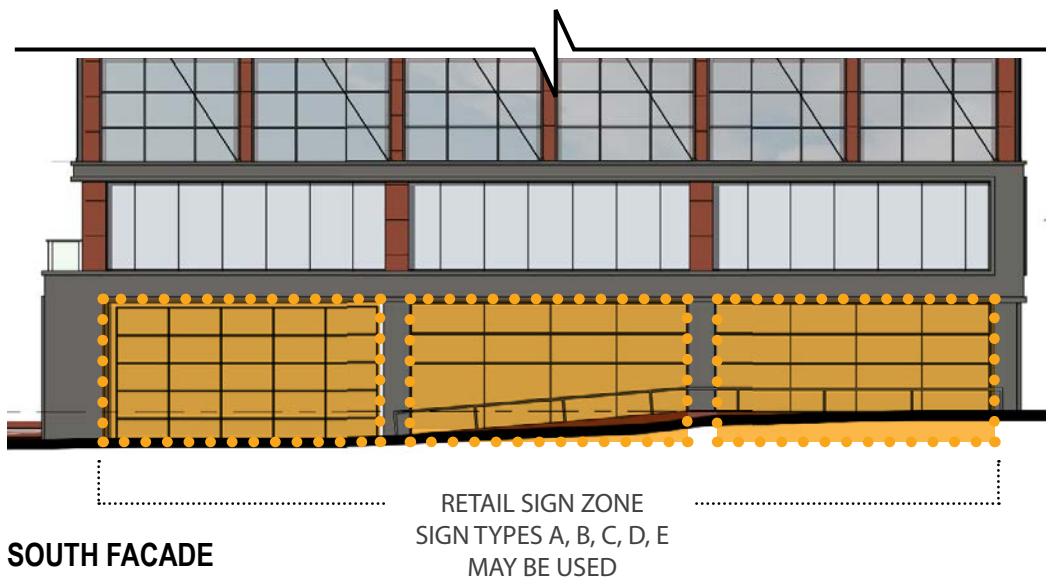 RETAIL SIGN ZONE
SIGN TYPES A, B, C, D, E
MAY BE USED
SOUTH FACADE